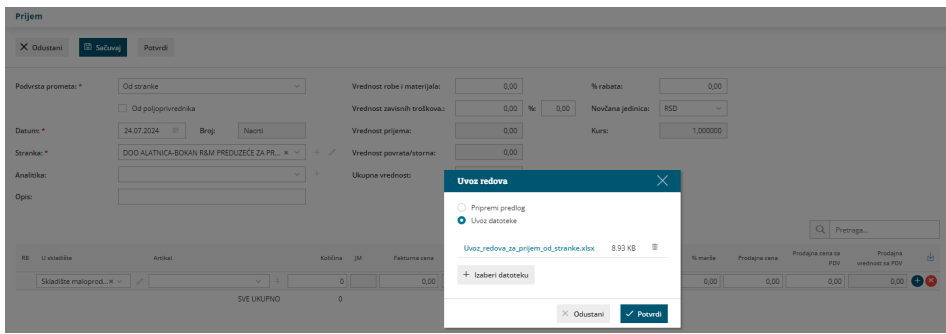 Prijem
Odustani Sačuvaj Potvrdi
Podvrsta prometa: * Od stranke Vrednost robe i materijala: 0,00 % rabata: 0,00
Od poljoprivrednika Vrednost zavisnih troškova.: 0,00 %: 0,00 Novčana jedinica: RSD
Datum: * 24.07.2024 Broj: Nacrti Vrednost prijema: 0,00 Kurs: 1,000000
Stranka: * DOO ALATNICA-BOKAN R&M PREDUZEĆE ZA PR... Vrednost povrata/storna: 0,00
Analitika: Ukupna vrednost:
Opis:
Uvoz redova
Pripremi predlog
Uvoz datoteke
Uvoz_redova_za_prijem_od_stranke.xlsx 8.93 KB
+ Izaberi datoteku
Odustani Potvrdi
Pretraga...
RB U skladište Artikal Količina JM Fakturna cena % marže Prodajna cena Prodajna cena sa PDV Prodajna vrednost sa PDV
Skladište maloprod... 0 0,00 0,00 0,00 0,00 0,00
SVE UKUPNO 0